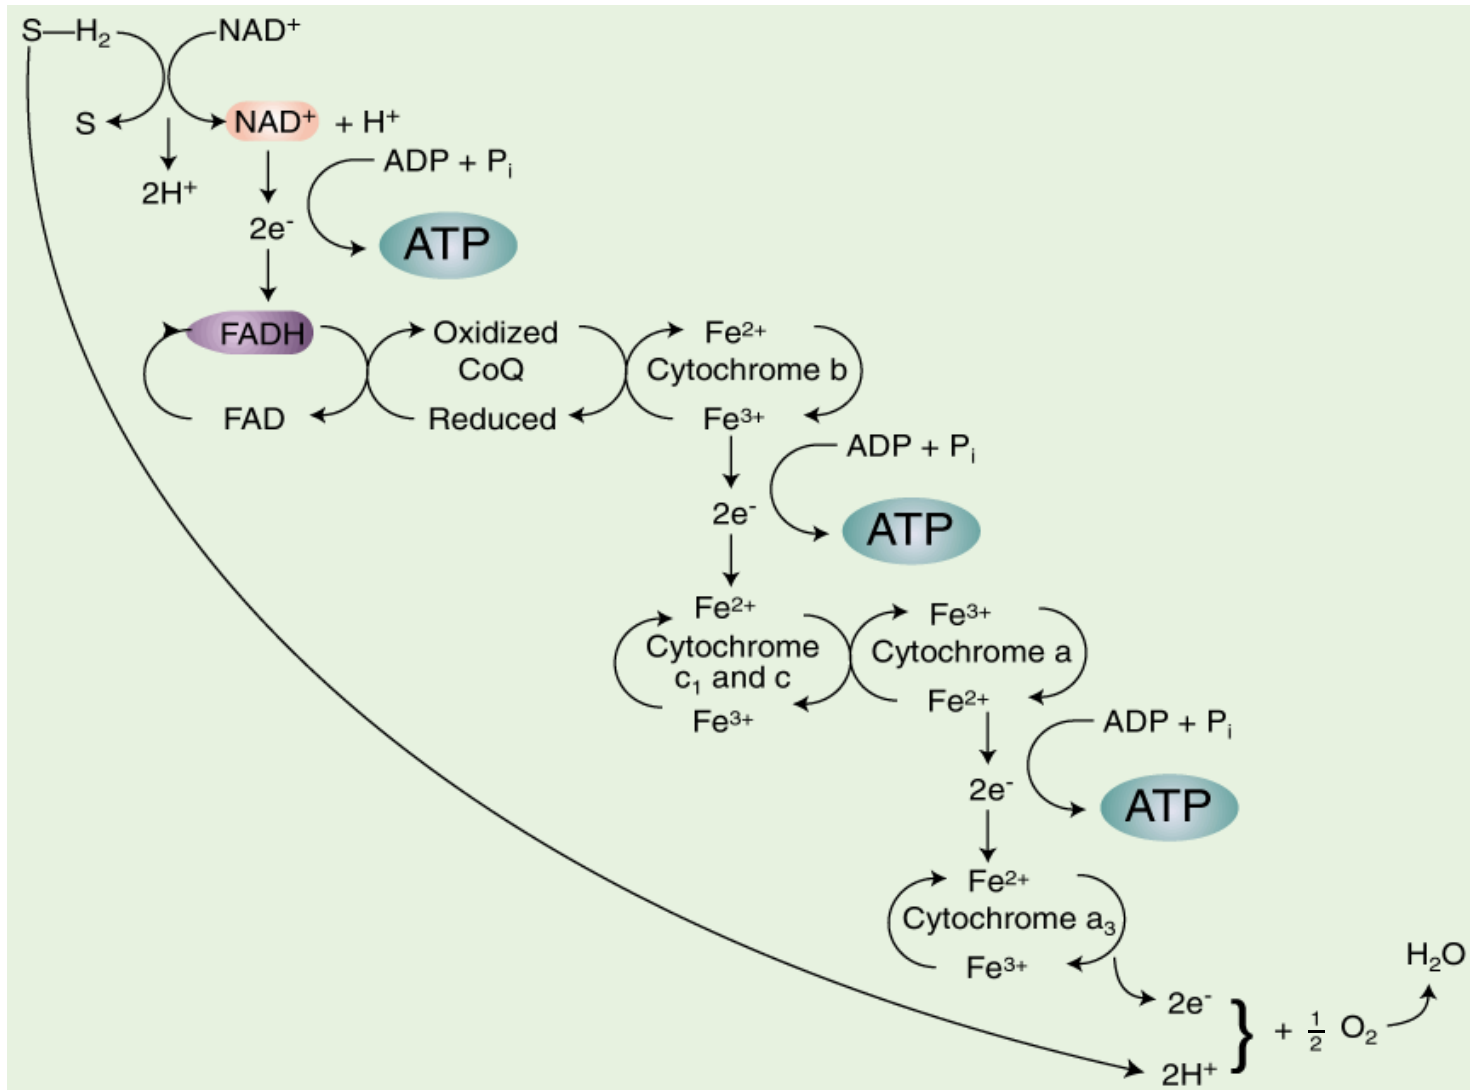 S—H₂
NAD⁺
S
NAD⁺ + H⁺
2H⁺
ADP + Pᵢ
2e⁻
ATP
FADH
Oxidized
Fe²⁺
CoQ
Cytochrome b
FAD
Reduced
Fe³⁺
ADP + Pᵢ
2e⁻
ATP
Fe²⁺
Fe³⁺
Cytochrome
c₁ and c
Cytochrome a
Fe³⁺
Fe²⁺
ADP + Pᵢ
2e⁻
ATP
Fe²⁺
Cytochrome a₃
Fe³⁺
H₂O
2e⁻
} + ½ O₂
2H⁺